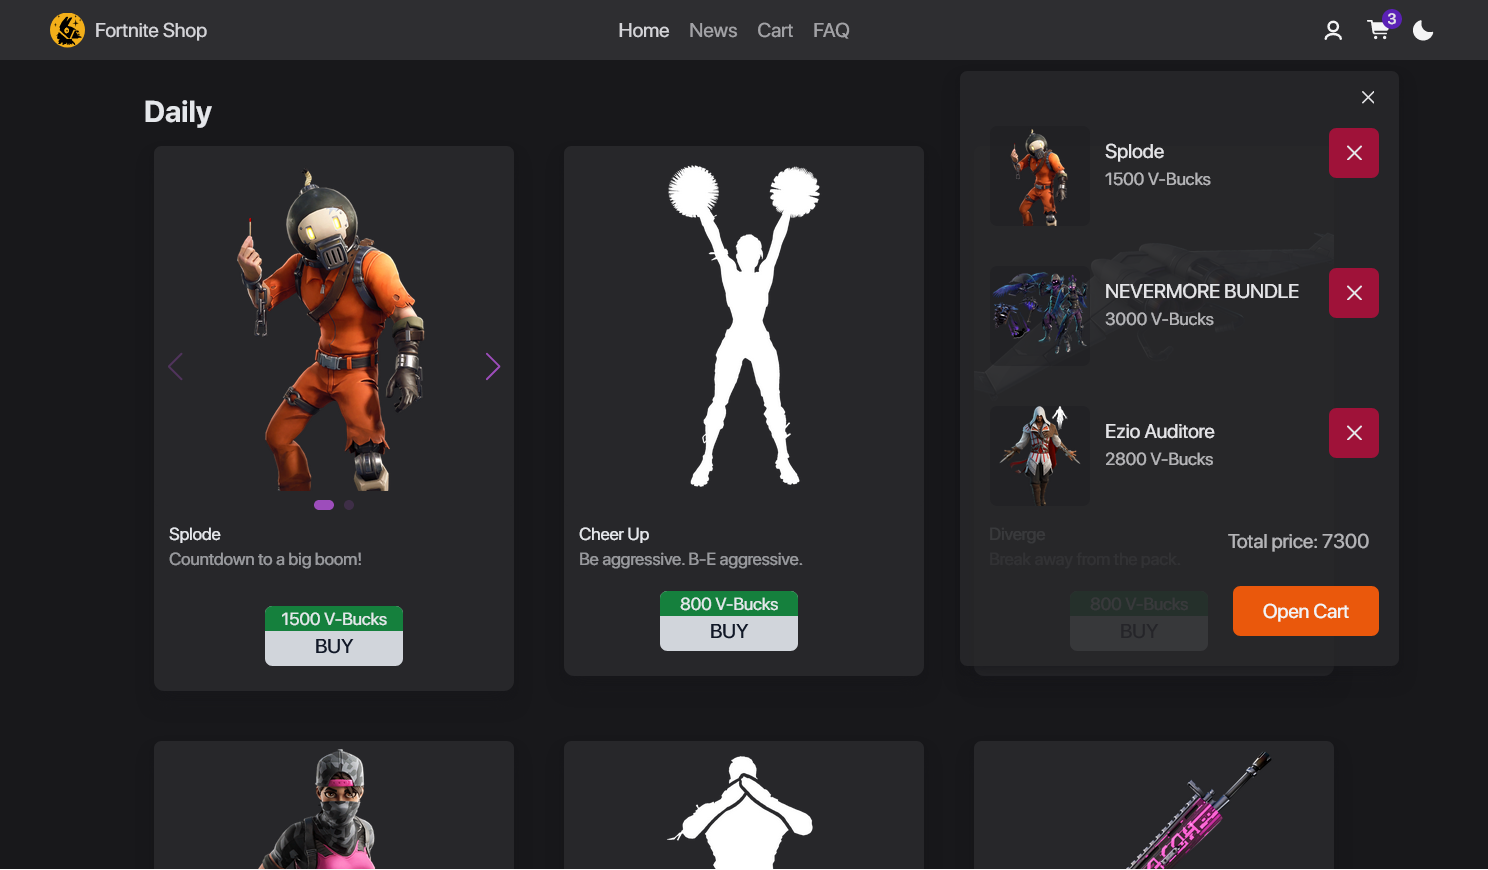 Fortnite Shop
Home News Cart FAQ
3
Daily
Splode
Countdown to a big boom!
1500 V-Bucks
BUY
Cheer Up
Be aggressive. B-E aggressive.
800 V-Bucks
BUY
Diverge
Break away from the pack.
800 V-Bucks
BUY
Splode
1500 V-Bucks
NEVERMORE BUNDLE
3000 V-Bucks
Ezio Auditore
2800 V-Bucks
Total price: 7300
Open Cart